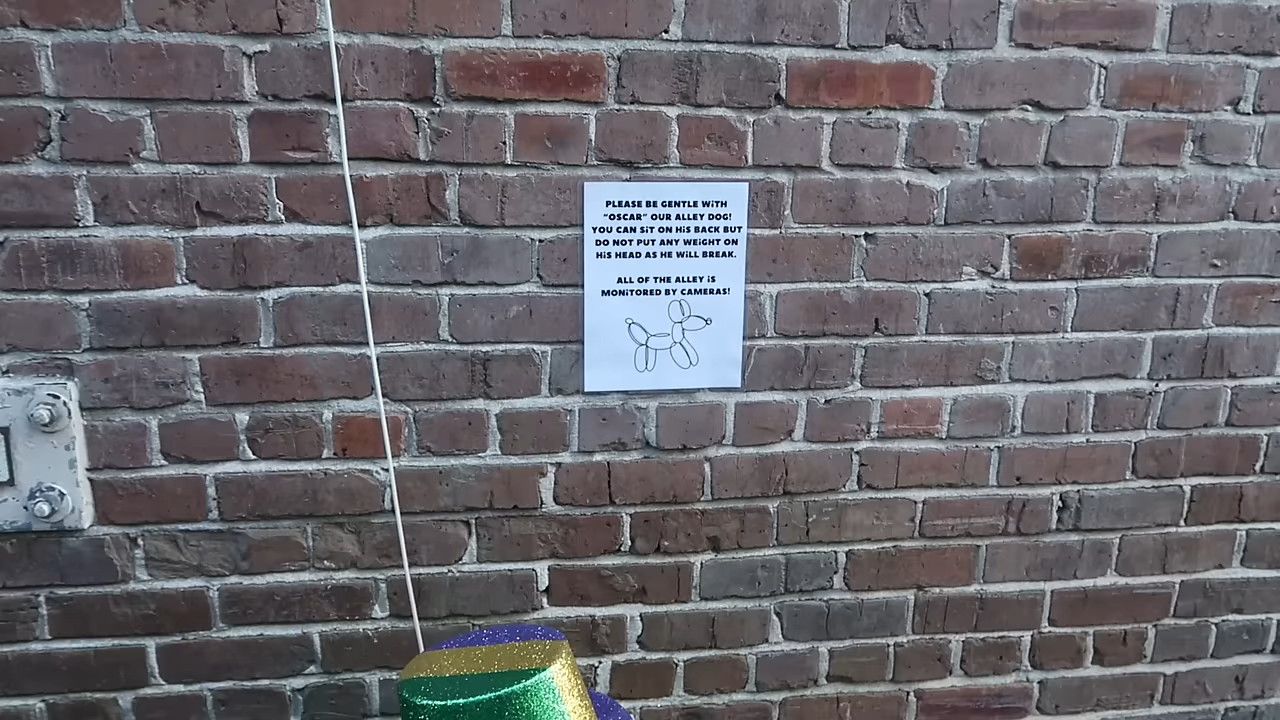 PLEASE BE GENTLE WiTH
"OSCAR" OUR ALLEY DOG!
YOU CAN SiT ON HiS BACK BUT
DO NOT PUT ANY WEiGHT ON
HiS HEAD AS HE WiLL BREAK.
ALL OF THE ALLEY iS
MONiTORED BY CAMERAS!